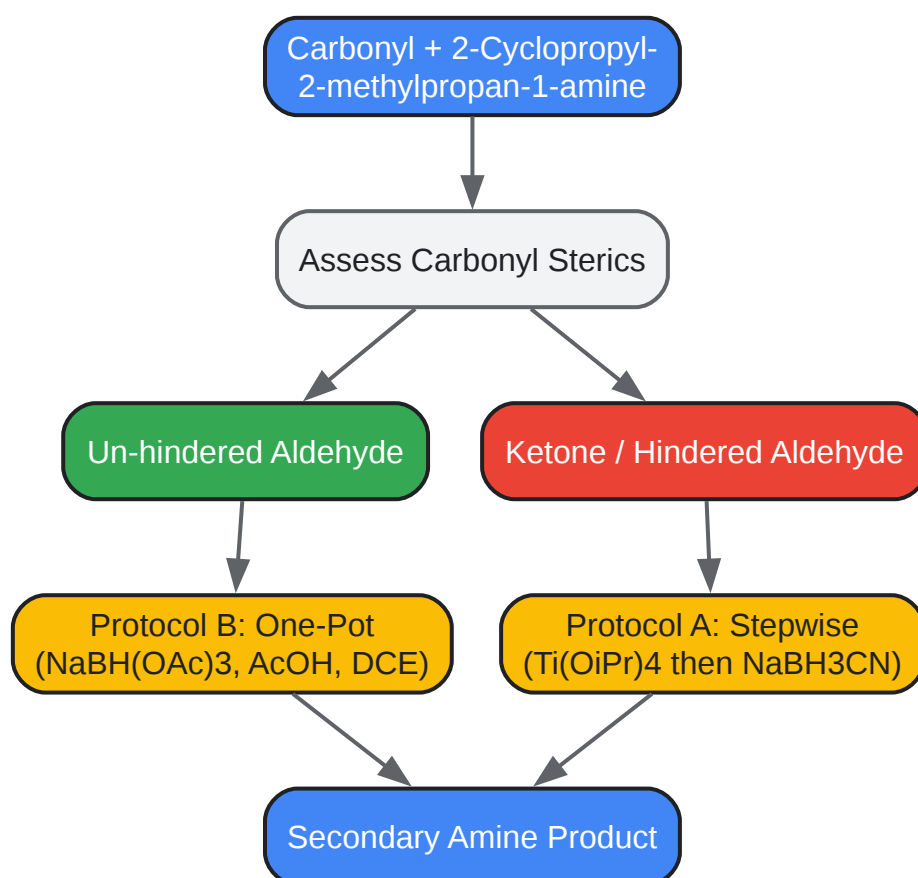 Carbonyl + 2-Cyclopropyl-
2-methylpropan-1-amine
Assess Carbonyl Sterics
Un-hindered Aldehyde
Ketone / Hindered Aldehyde
Protocol B: One-Pot
(NaBH(OAc)3, AcOH, DCE)
Protocol A: Stepwise
(Ti(OiPr)4 then NaBH3CN)
Secondary Amine Product